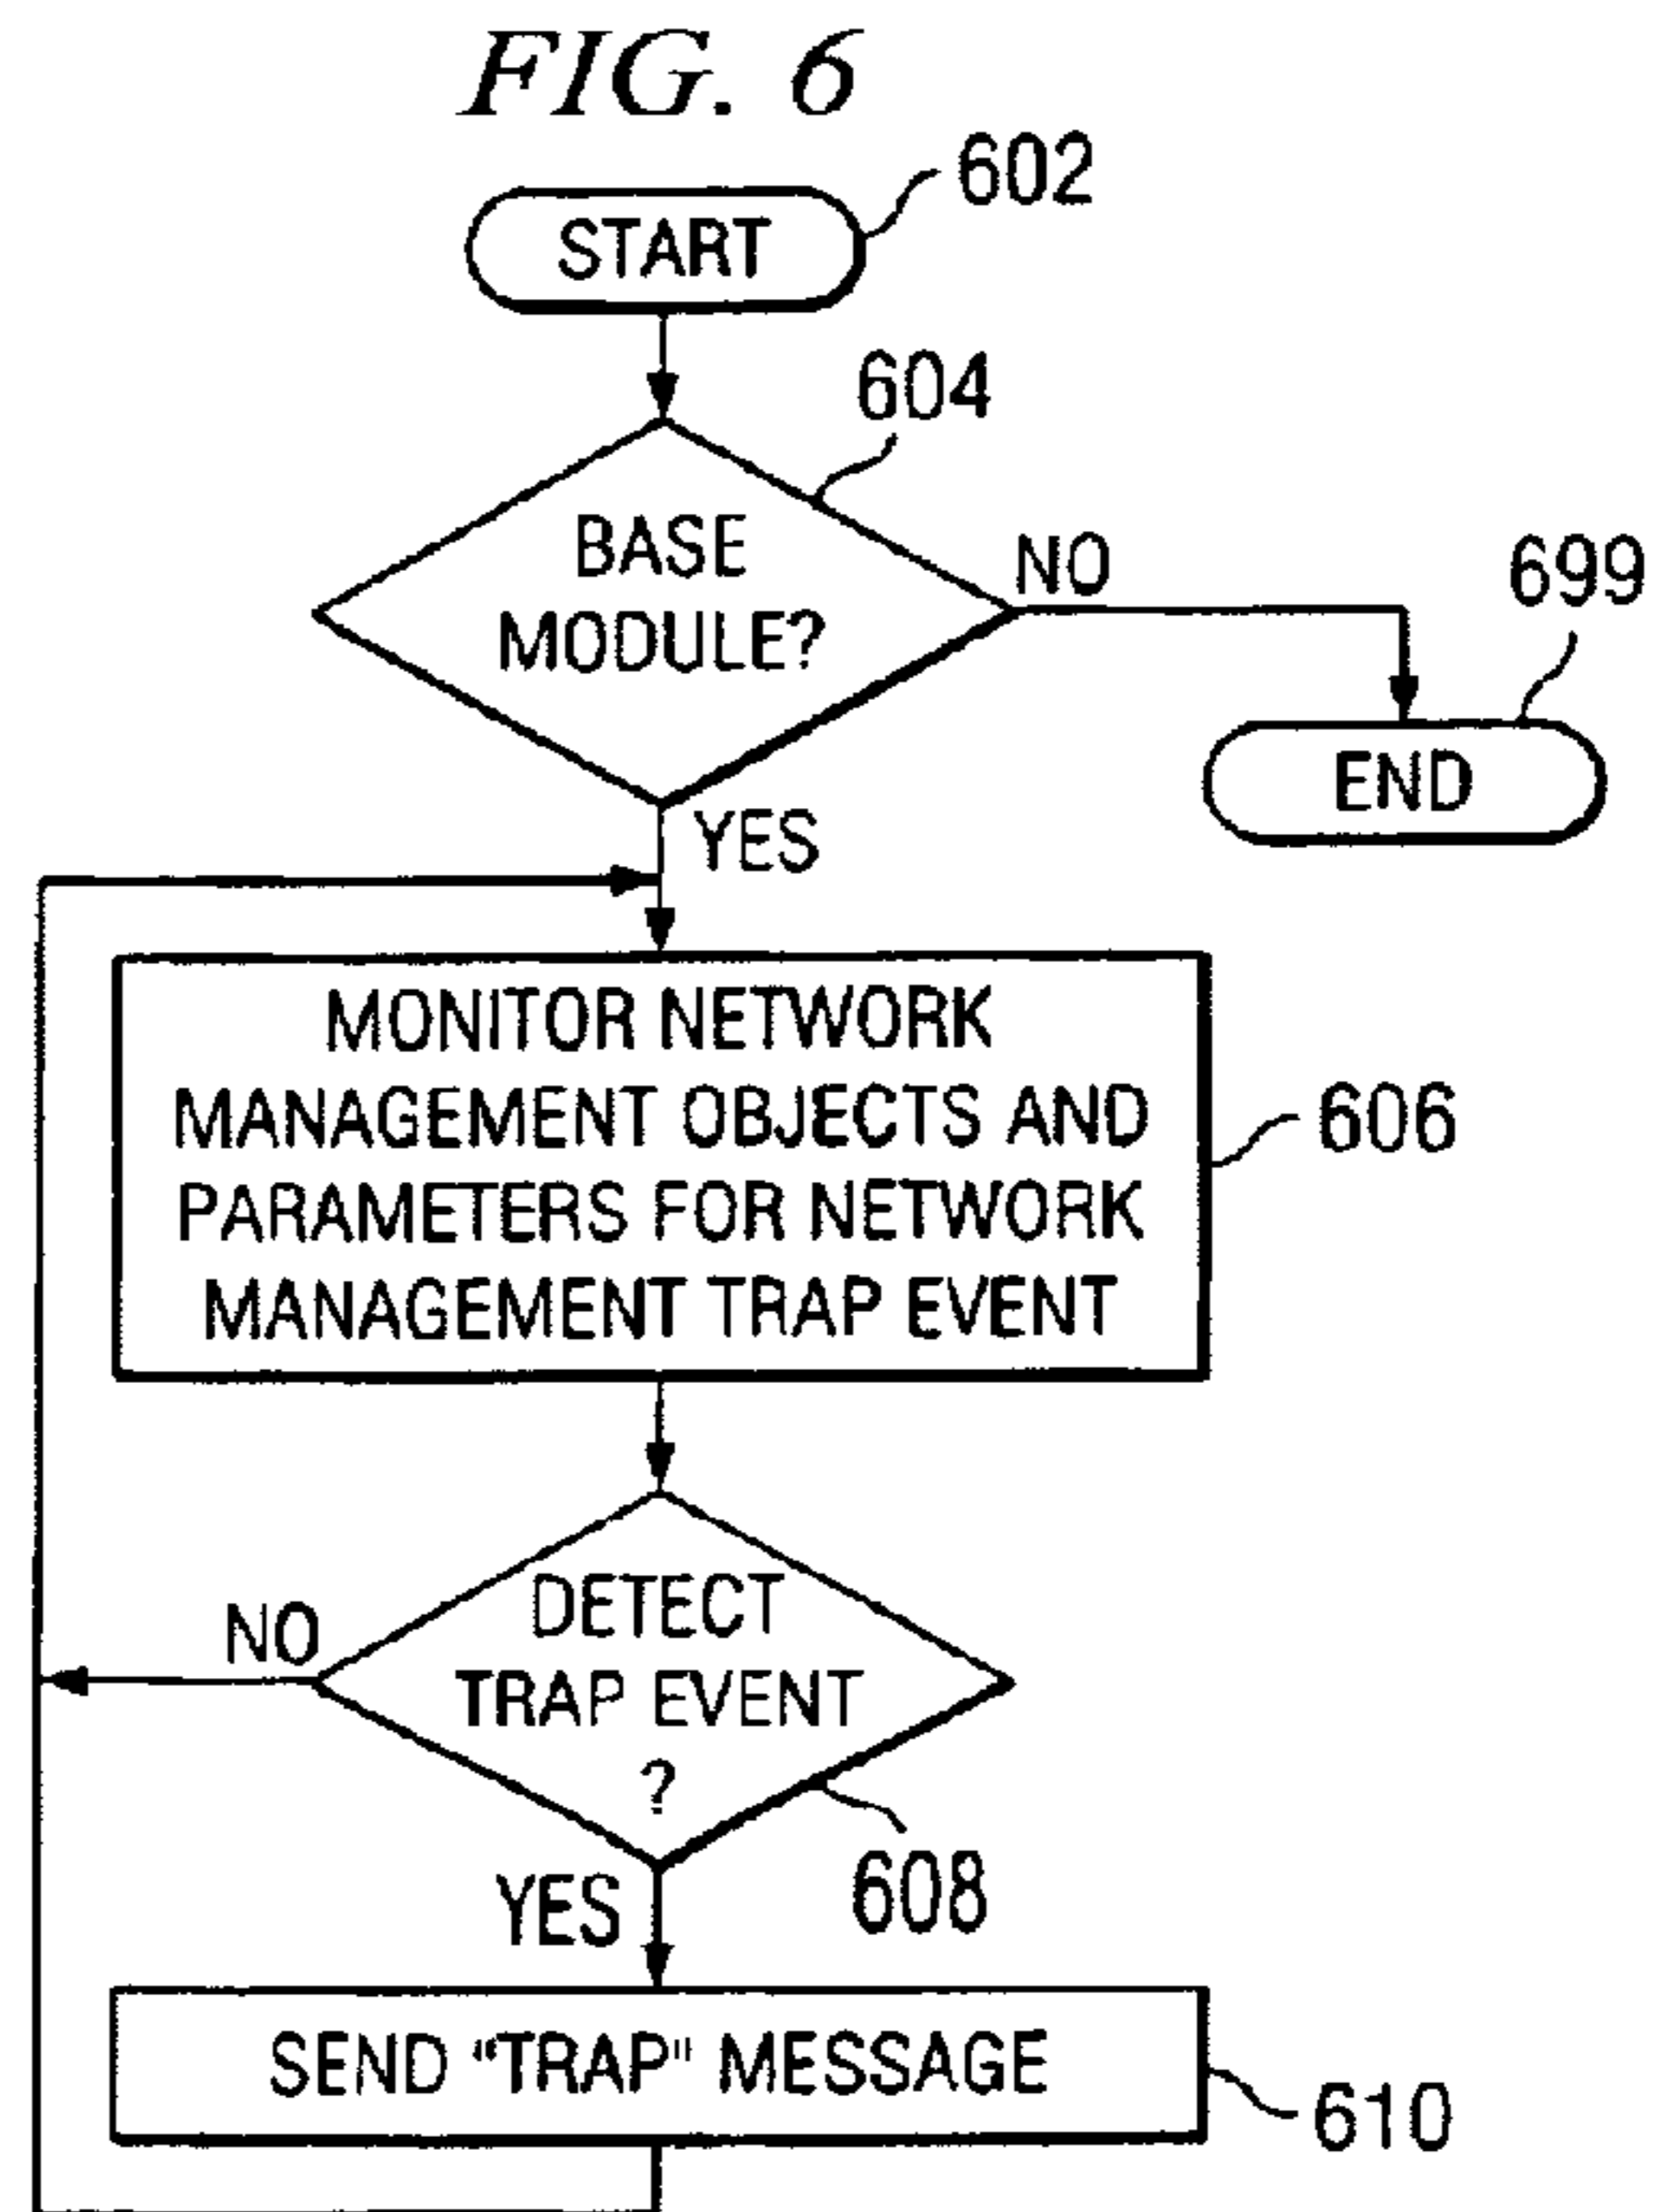 FIG. 6
602
START
604
BASE
MODULE?
NO
699
END
YES
MONITOR NETWORK
MANAGEMENT OBJECTS AND
PARAMETERS FOR NETWORK
MANAGEMENT TRAP EVENT
606
DETECT
TRAP EVENT
?
NO
608
YES
SEND "TRAP" MESSAGE
610